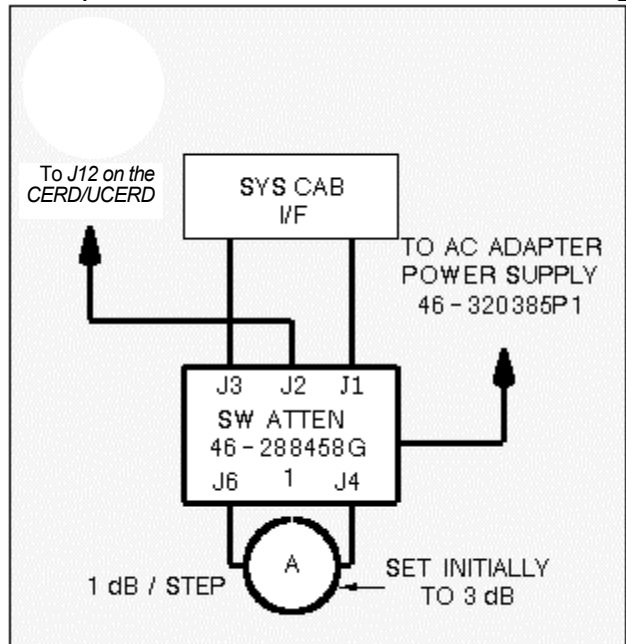 To J12 on the
CERD/UCERD
SYS CAB
I/F
TO AC ADAPTER
POWER SUPPLY
46-320385P1
J3 J2 J1
SW ATTEN
46-288458G
J6 1 J4
A
1 dB / STEP
SET INITIALLY
TO 3 dB